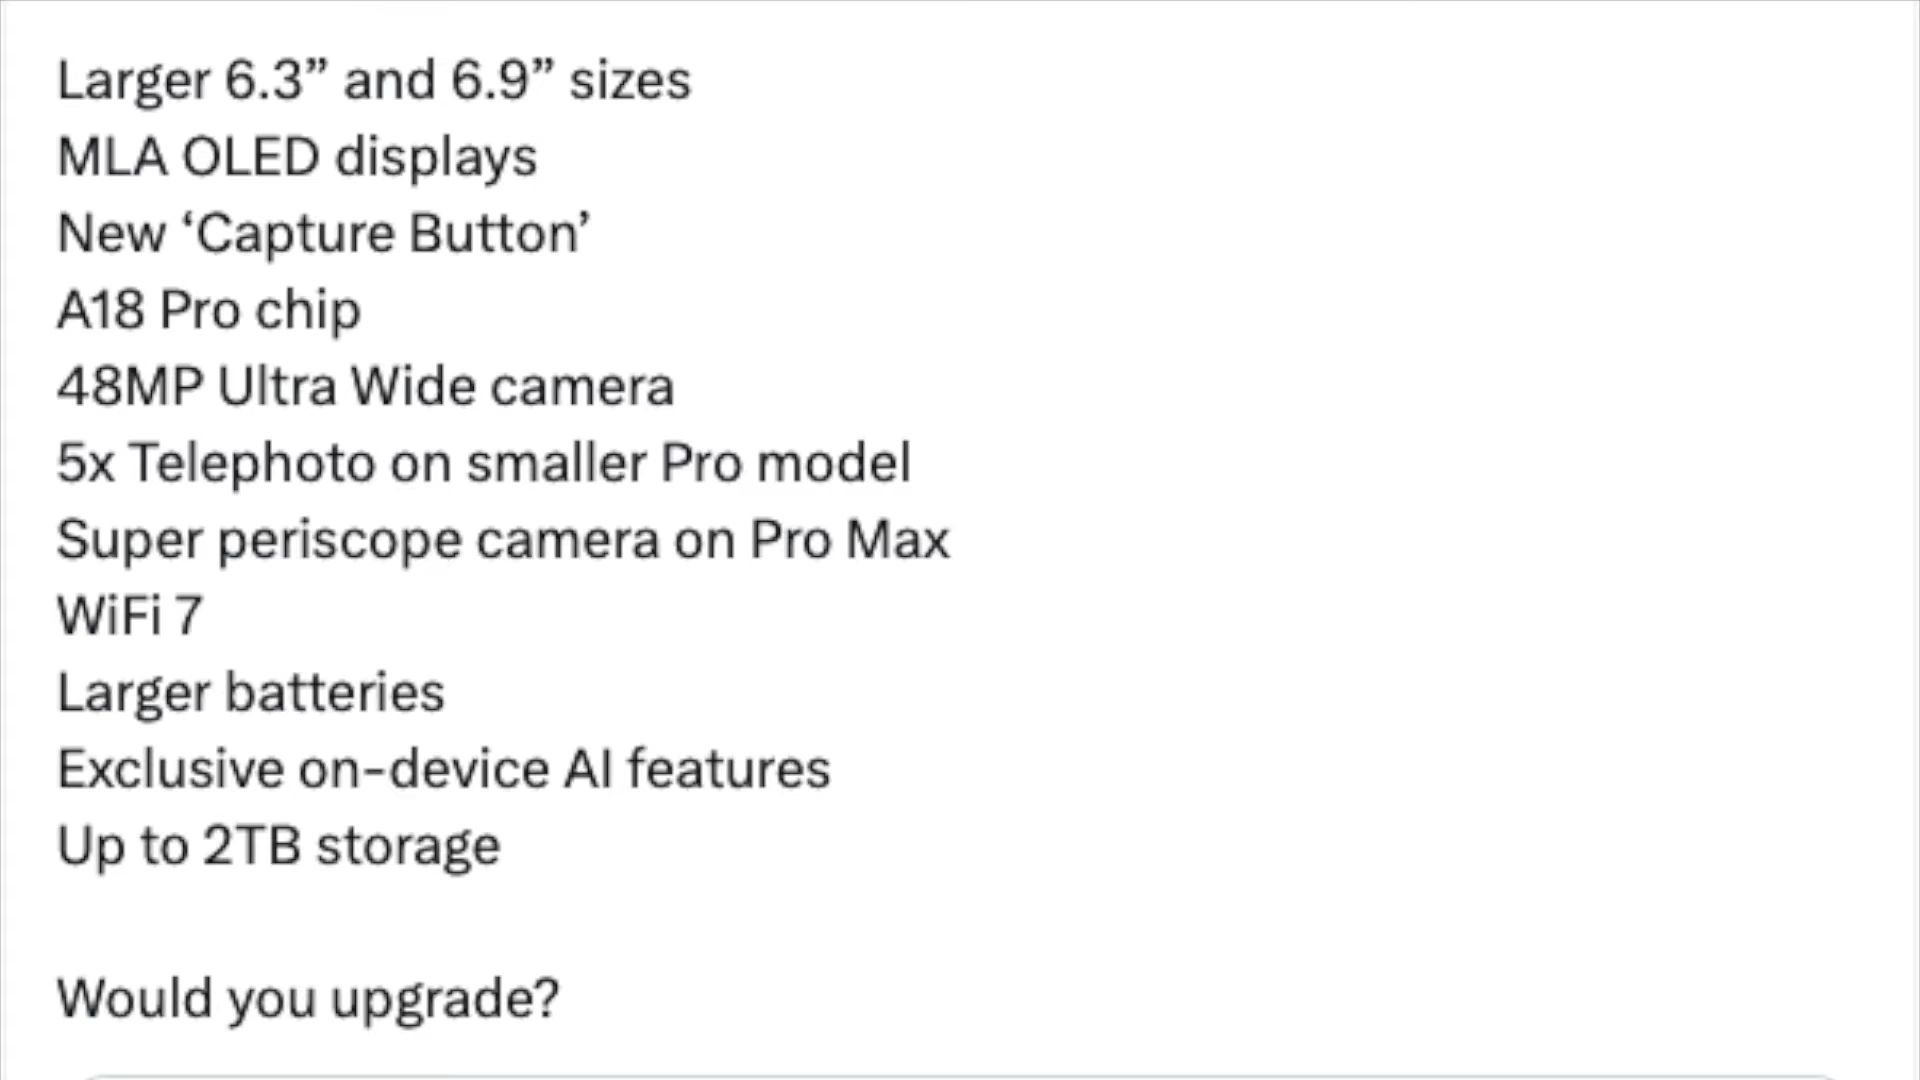 Larger 6.3” and 6.9” sizes
MLA OLED displays
New ‘Capture Button’
A18 Pro chip
48MP Ultra Wide camera
5x Telephoto on smaller Pro model
Super periscope camera on Pro Max
WiFi 7
Larger batteries
Exclusive on-device AI features
Up to 2TB storage
Would you upgrade?